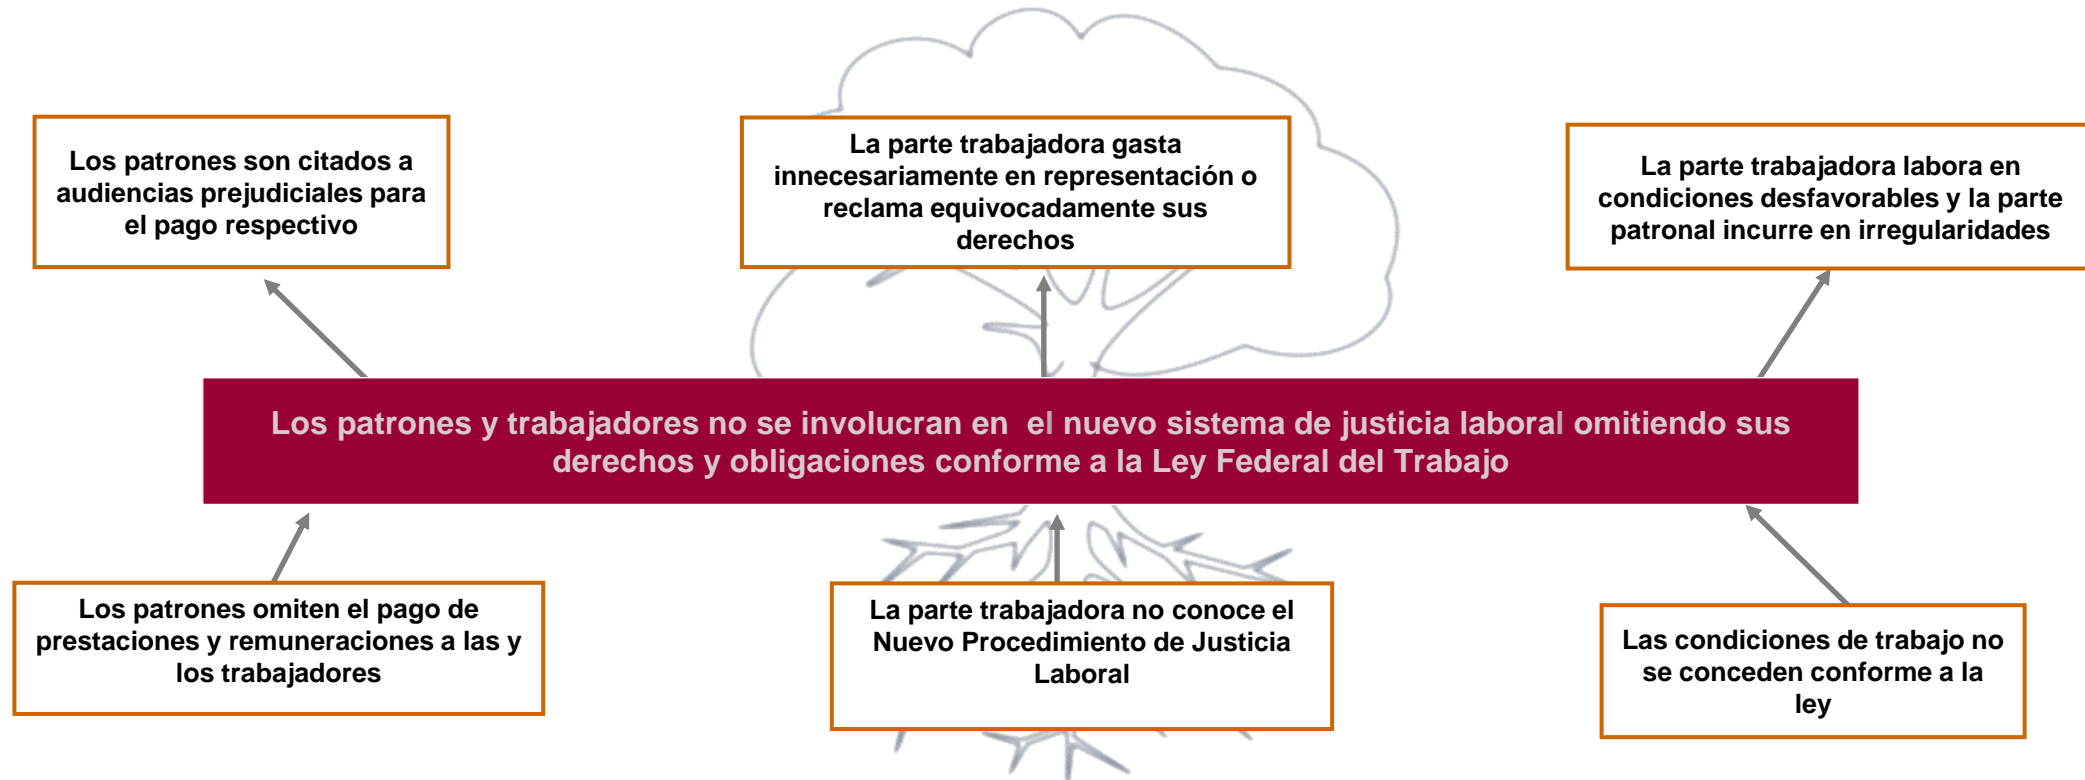 Los patrones son citados a
audiencias prejudiciales para
el pago respectivo
La parte trabajadora gasta
innecesariamente en representación o
reclama equivocadamente sus
derechos
La parte trabajadora labora en
condiciones desfavorables y la parte
patronal incurre en irregularidades
Los patrones y trabajadores no se involucran en  el nuevo sistema de justicia laboral omitiendo sus
derechos y obligaciones conforme a la Ley Federal del Trabajo
Los patrones omiten el pago de
prestaciones y remuneraciones a las y
los trabajadores
La parte trabajadora no conoce el
Nuevo Procedimiento de Justicia
Laboral
Las condiciones de trabajo no
se conceden conforme a la
ley